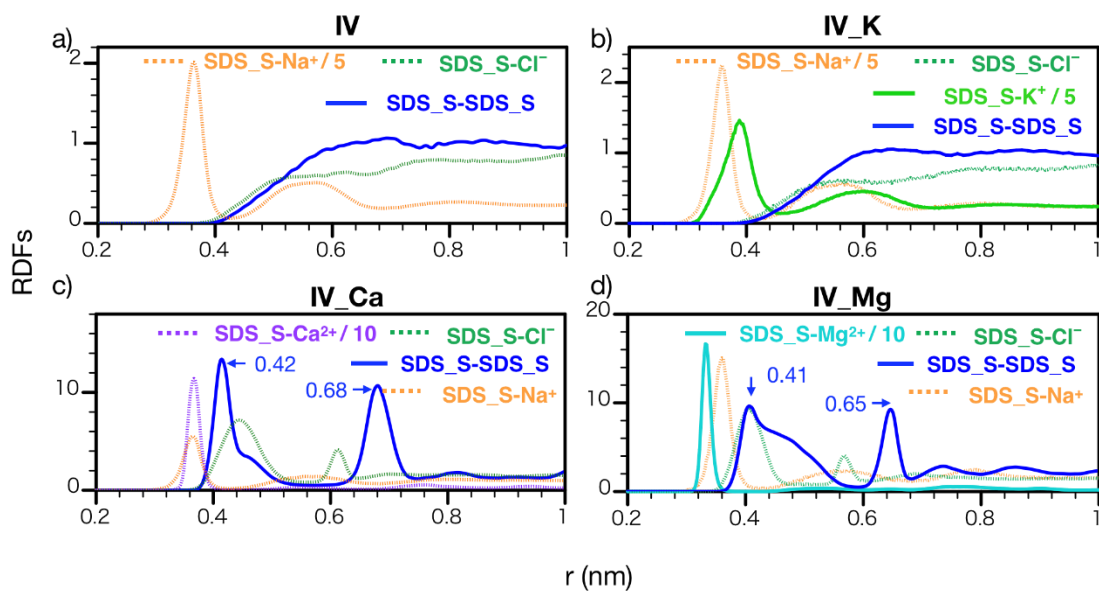 IV
a)
SDS_S-Na⁺/ 5
SDS_S-Cl⁻
SDS_S-SDS_S
2
1
0
0.2
0.4
0.6
0.8
1
IV_K
b)
SDS_S-Na⁺/ 5
SDS_S-Cl⁻
SDS_S-K⁺ / 5
SDS_S-SDS_S
2
1
0
0.2
0.4
0.6
0.8
1
RDFs
IV_Ca
c)
SDS_S-Ca²⁺ / 10
SDS_S-Cl⁻
SDS_S-SDS_S
0.42
0.68
SDS_S-Na⁺
10
0
0.2
0.4
0.6
0.8
1
IV_Mg
d)
20
SDS_S-Mg²⁺ / 10
SDS_S-Cl⁻
SDS_S-SDS_S
0.41
0.65
SDS_S-Na⁺
10
0
0.2
0.4
0.6
0.8
1
r (nm)